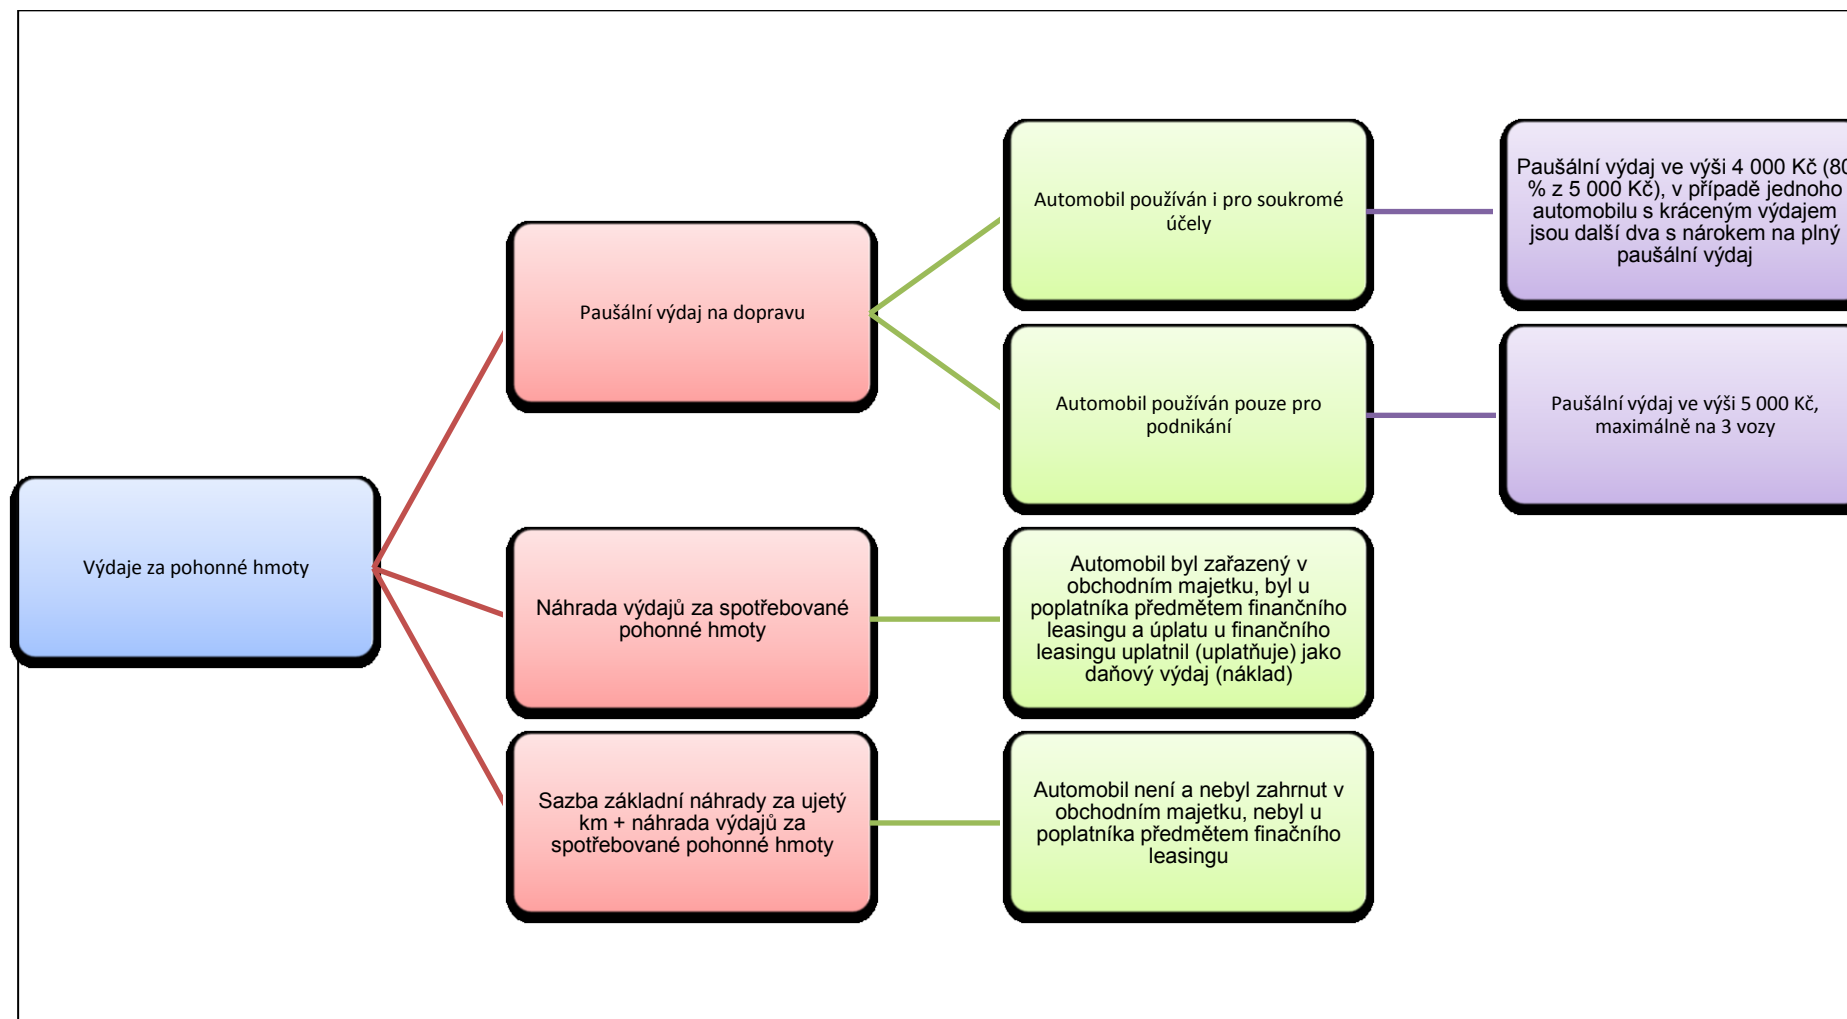 Výdaje za pohonné hmoty
Paušální výdaj na dopravu
Automobil používán i pro soukromé
účely
Paušální výdaj ve výši 4 000 Kč (80
% z 5 000 Kč), v případě jednoho
automobilu s kráceným výdajem
jsou další dva s nárokem na plný
paušální výdaj
Automobil používán pouze pro
podnikání
Paušální výdaj ve výši 5 000 Kč,
maximálně na 3 vozy
Náhrada výdajů za spotřebované
pohonné hmoty
Automobil byl zařazený v
obchodním majetku, byl u
poplatníka předmětem finančního
leasingu a úplatu u finančního
leasingu uplatnil (uplatňuje) jako
daňový výdaj (náklad)
Sazba základní náhrady za ujetý
km + náhrada výdajů za
spotřebované pohonné hmoty
Automobil není a nebyl zahrnut v
obchodním majetku, nebyl u
poplatníka předmětem finačního
leasingu